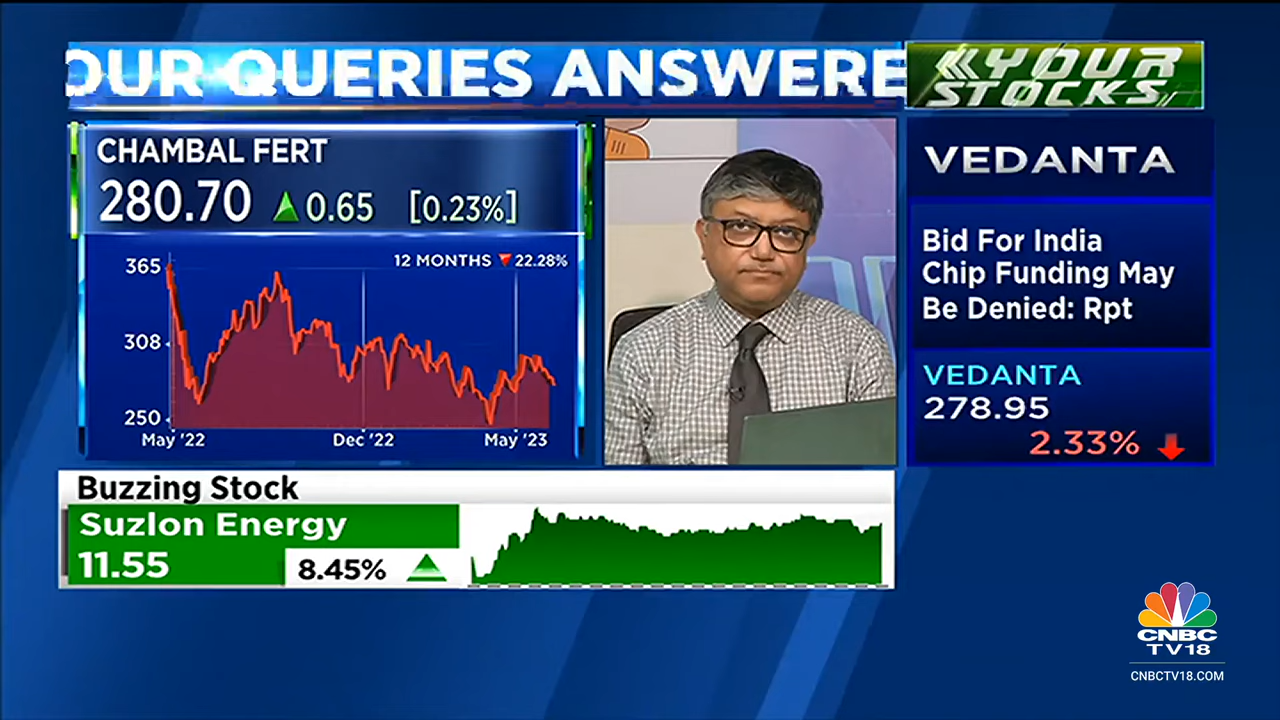 OUR QUERIES ANSWERE
YOUR
STOCKS
CHAMBAL FERT
280.70 0.65 [0.23%]
12 MONTHS 22.28%
365
308
250
May '22 Dec '22 May '23
VEDANTA
Bid For India
Chip Funding May
Be Denied: Rpt
VEDANTA
278.95
2.33%
Buzzing Stock
Suzlon Energy
11.55
8.45%
CNBC
TV18
CNBCTV18.COM